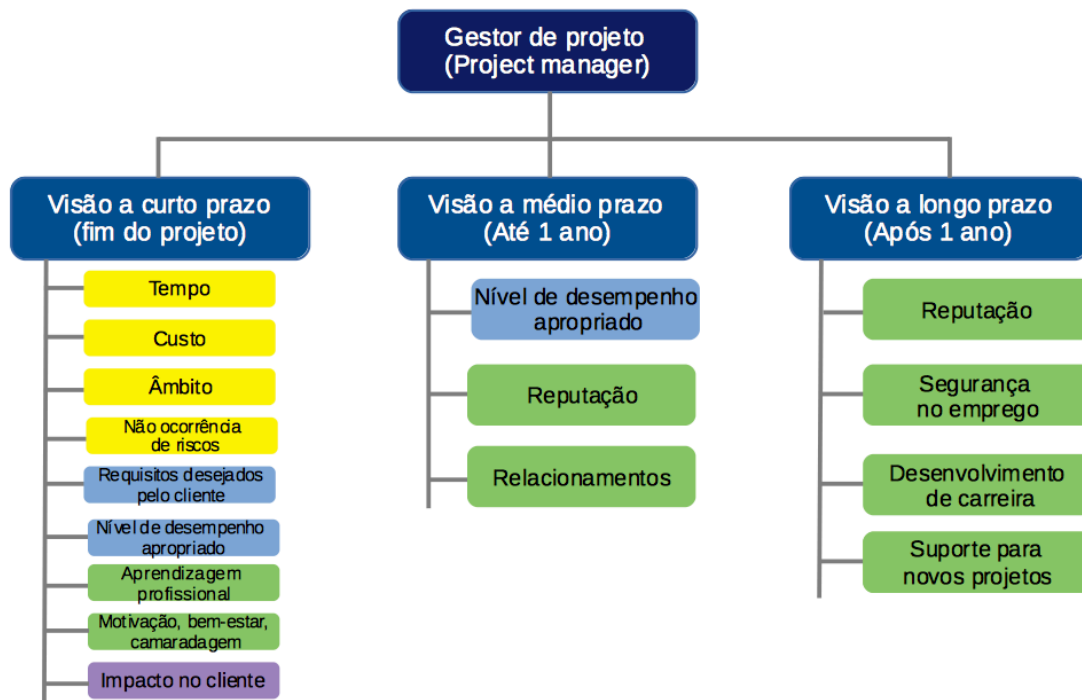 Gestor de projeto
(Project manager)
Visão a curto prazo
(fim do projeto)
Tempo
Custo
Âmbito
Não ocorrência
de riscos
Requisitos desejados
pelo cliente
Nível de desempenho
apropriado
Aprendizagem
profissional
Motivação, bem-estar,
camaradagem
Impacto no cliente
Visão a médio prazo
(Até 1 ano)
Nível de desempenho
apropriado
Reputação
Relacionamentos
Visão a longo prazo
(Após 1 ano)
Reputação
Segurança
no emprego
Desenvolvimento
de carreira
Suporte para
novos projetos